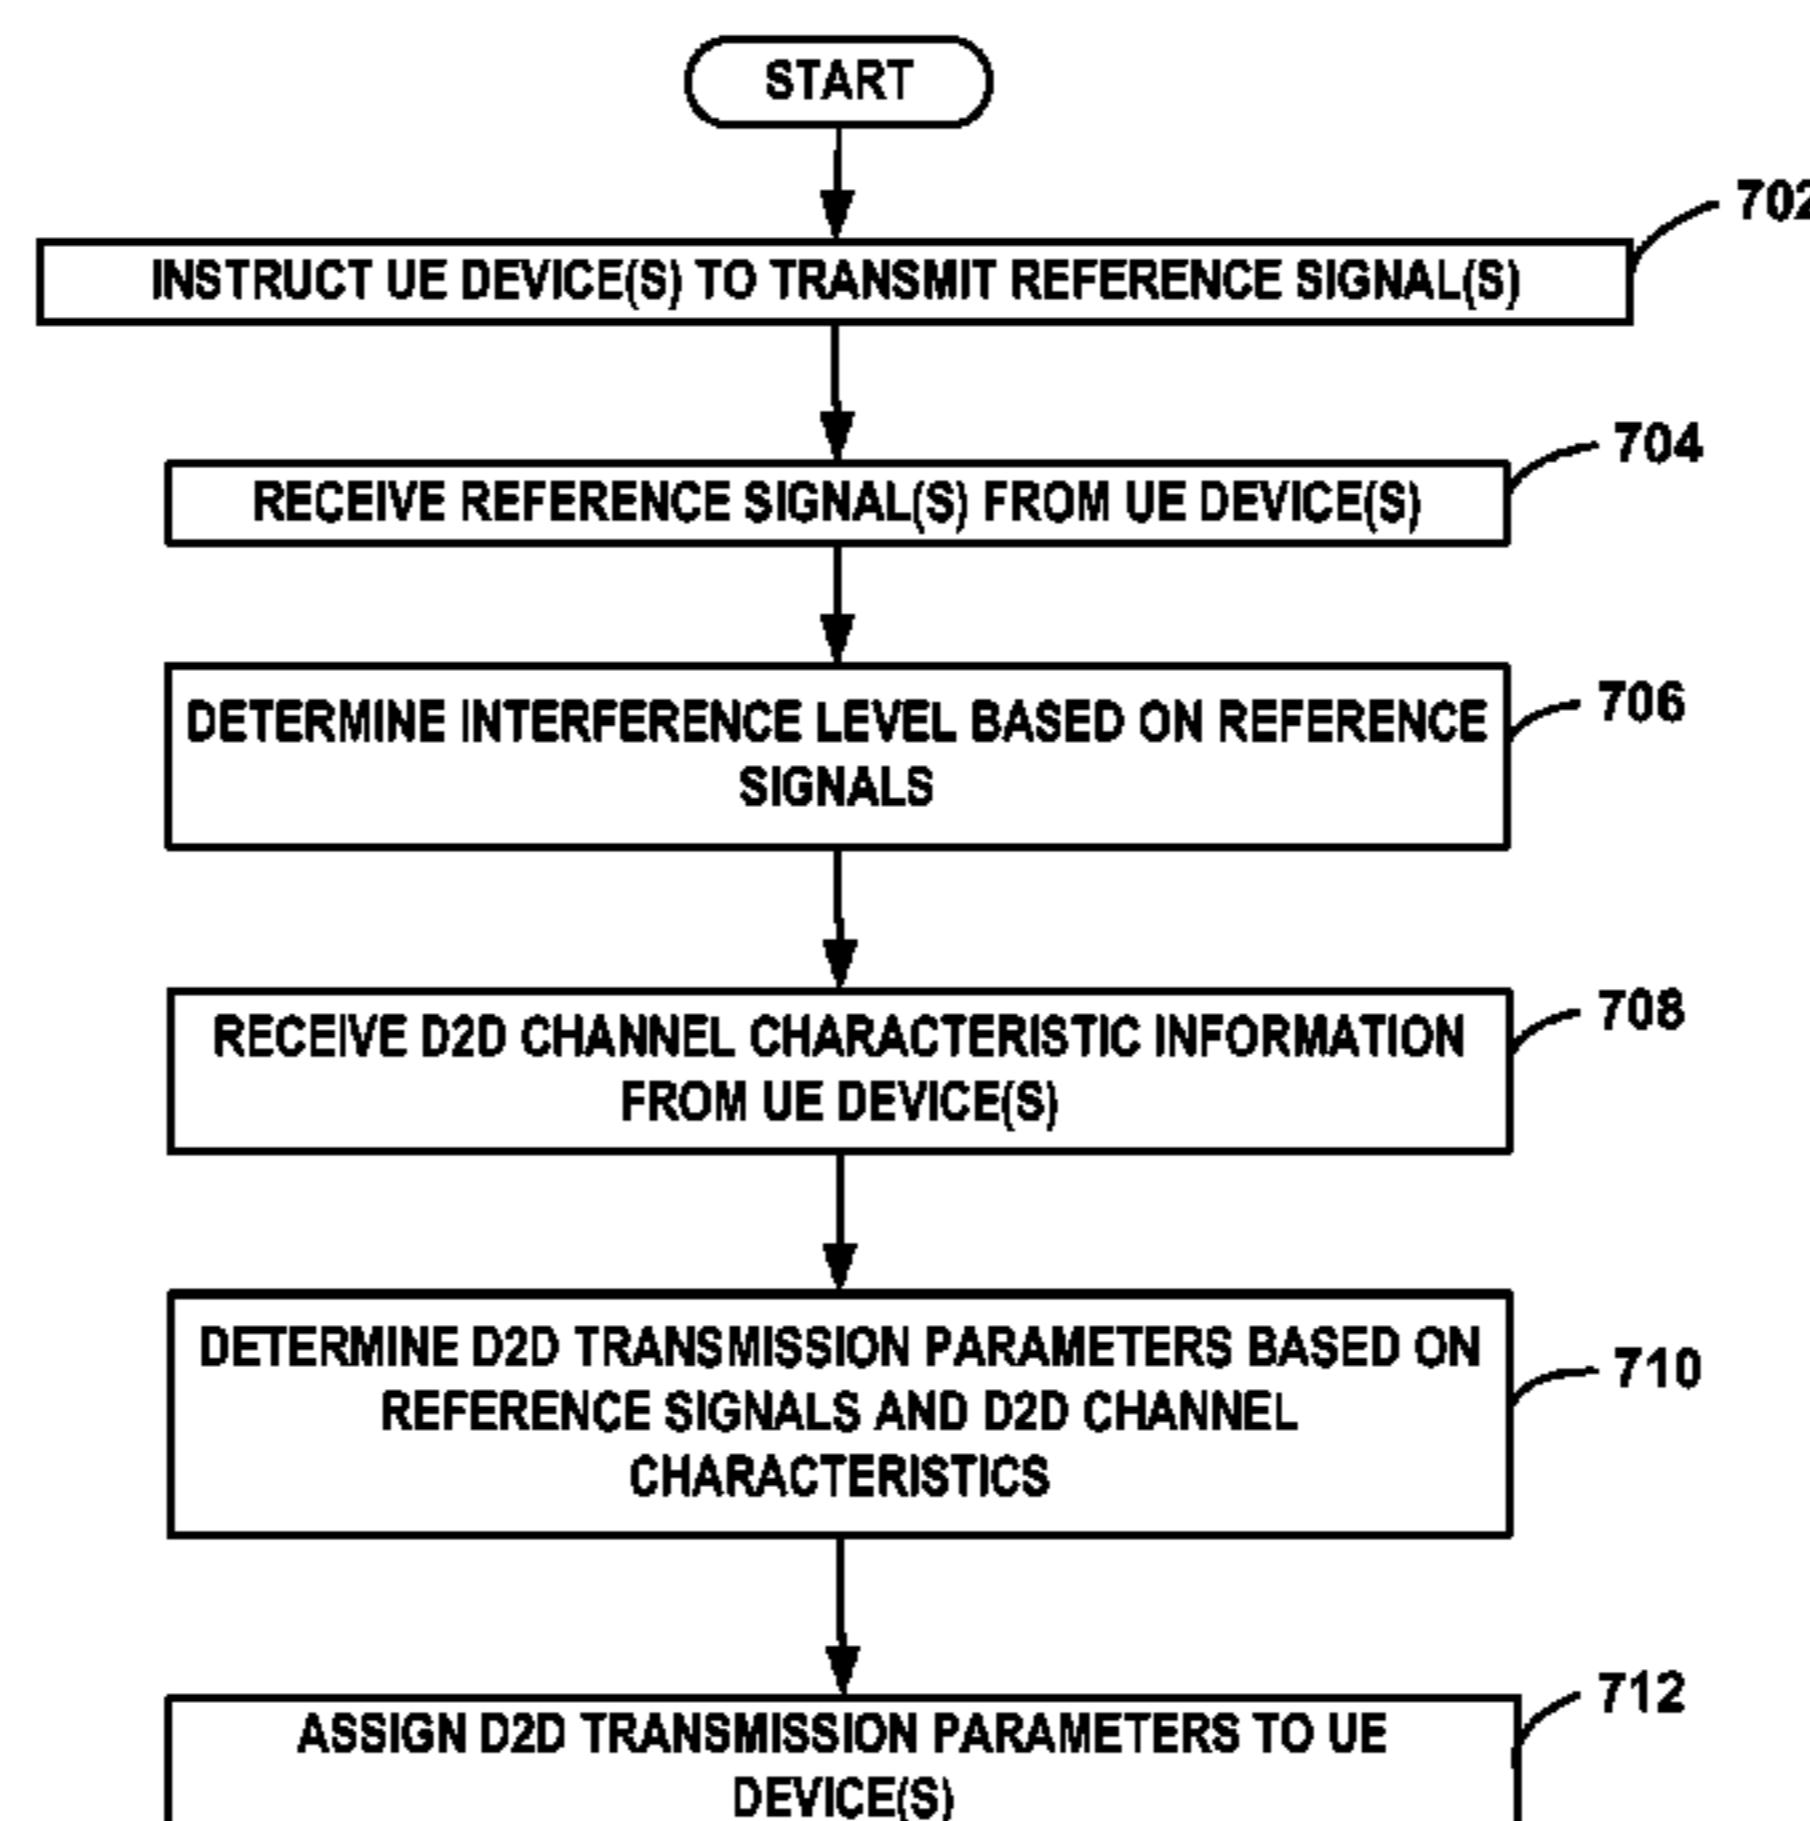 START
702
INSTRUCT UE DEVICE(S) TO TRANSMIT REFERENCE SIGNAL(S)
704
RECEIVE REFERENCE SIGNAL(S) FROM UE DEVICE(S)
706
DETERMINE INTERFERENCE LEVEL BASED ON REFERENCE
SIGNALS
708
RECEIVE D2D CHANNEL CHARACTERISTIC INFORMATION
FROM UE DEVICE(S)
710
DETERMINE D2D TRANSMISSION PARAMETERS BASED ON
REFERENCE SIGNALS AND D2D CHANNEL
CHARACTERISTICS
712
ASSIGN D2D TRANSMISSION PARAMETERS TO UE
DEVICE(S)